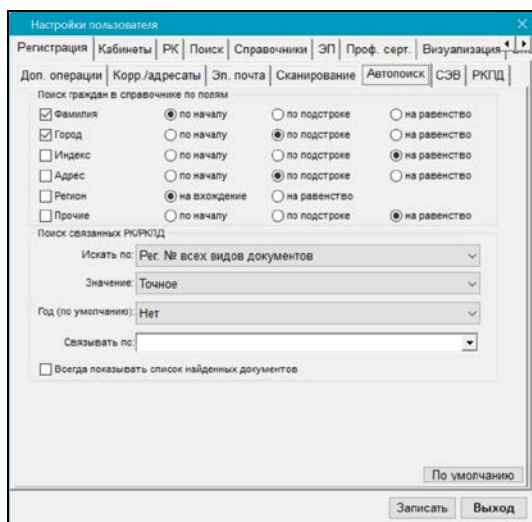 Настройки пользователя
Регистрация Кабинеты РК Поиск Справочники ЭП Проф. серт. Визуализация
Доп. операции Корр./адресаты Эл. почта Сканирование Автопоиск СЭВ РКПД
Поиск граждан в справочнике по полям
Фамилия по началу по подстроке на равенство
Город по началу по подстроке на равенство
Индекс по началу по подстроке на равенство
Адрес по началу по подстроке на равенство
Регион на вхождение на равенство
Прочие по началу по подстроке на равенство
Поиск связанных РК/РКПД
Искать по: Рег. № всех видов документов
Значение: Точное
Год (по умолчанию): Нет
Связывать по:
Всегда показывать список найденных документов
По умолчанию
Записать Выход